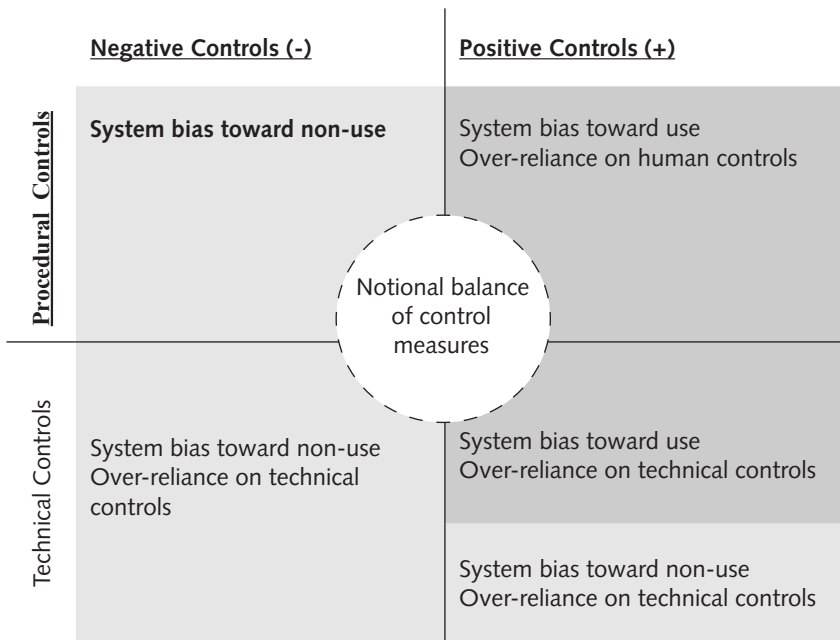 Negative Controls (-)
Positive Controls (+)
Procedural Controls
System bias toward non-use
System bias toward use
Over-reliance on human controls
Notional balance
of control
measures
Technical Controls
System bias toward non-use
Over-reliance on technical
controls
System bias toward use
Over-reliance on technical controls
System bias toward non-use
Over-reliance on technical controls